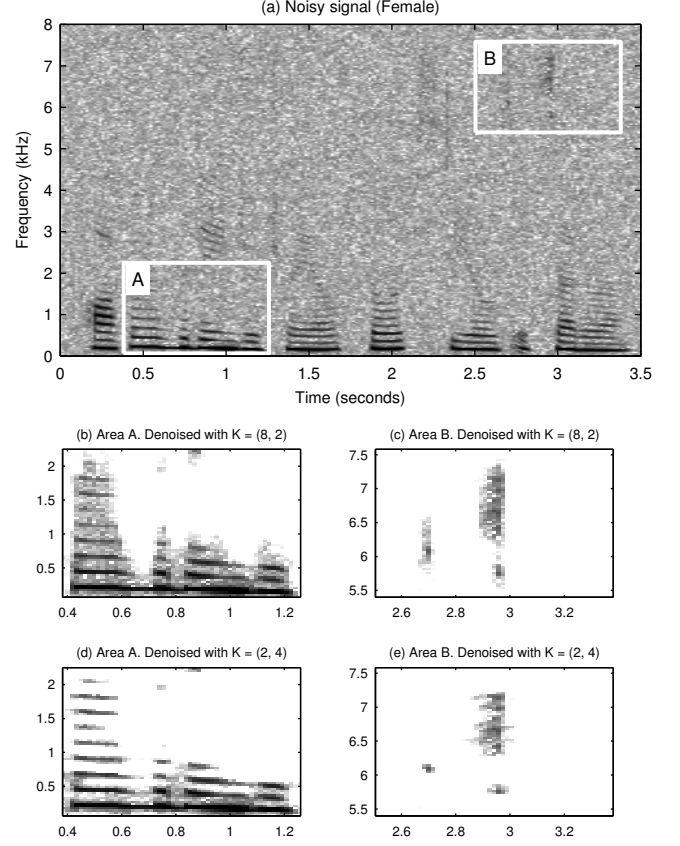 (a) Noisy signal (Female)
8
7
6
5
4
3
2
1
0
Frequency (kHz)
A
B
0 0.5 1 1.5 2 2.5 3 3.5
Time (seconds)
(b) Area A. Denoised with K = (8, 2)
2
1.5
1
0.5
0.4 0.6 0.8 1 1.2
(c) Area B. Denoised with K = (8, 2)
7.5
7
6.5
6
5.5
2.6 2.8 3 3.2
(d) Area A. Denoised with K = (2, 4)
2
1.5
1
0.5
0.4 0.6 0.8 1 1.2
(e) Area B. Denoised with K = (2, 4)
7.5
7
6.5
6
5.5
2.6 2.8 3 3.2